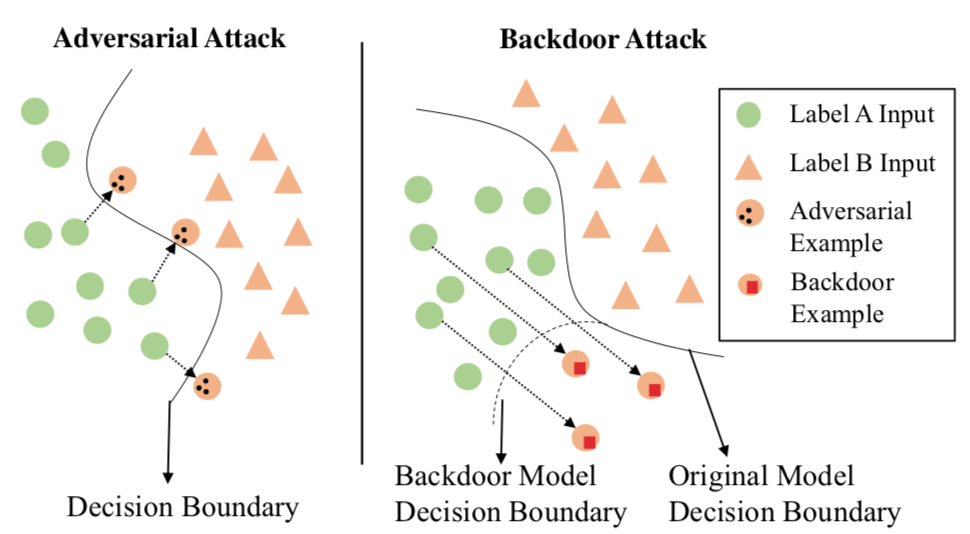 Adversarial Attack
Backdoor Attack
Label A Input
Label B Input
Adversarial
Example
Backdoor
Example
Decision Boundary
Backdoor Model
Decision Boundary
Original Model
Decision Boundary